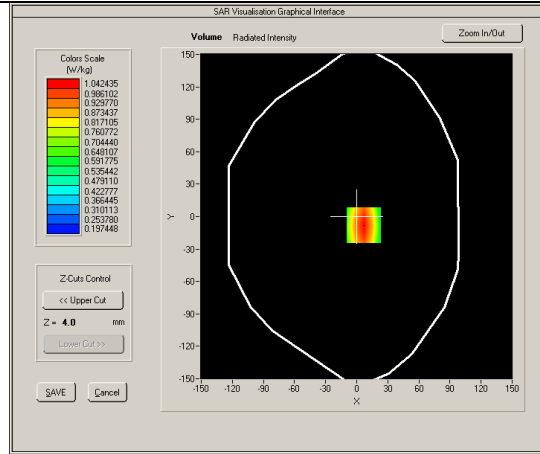 SAR Visualisation Graphical Interface
Volume Radiated Intensity
Zoom In/Out
Colors Scale
(W/kg)
1.042435
0.986102
0.929770
0.873437
0.817105
0.760772
0.704440
0.648107
0.591775
0.535442
0.479110
0.422777
0.366445
0.310113
0.253780
0.197448
Z-Cuts Control
<< Upper Cut
Z = 4.0 mm
Lower Cut >>
SAVE Cancel
150-
120-
90-
60-
30-
0-
-30-
-60-
-90-
-120-
-150-
Y
-150 -120 -90 -60 -30 0 30 60 90 120 150
X